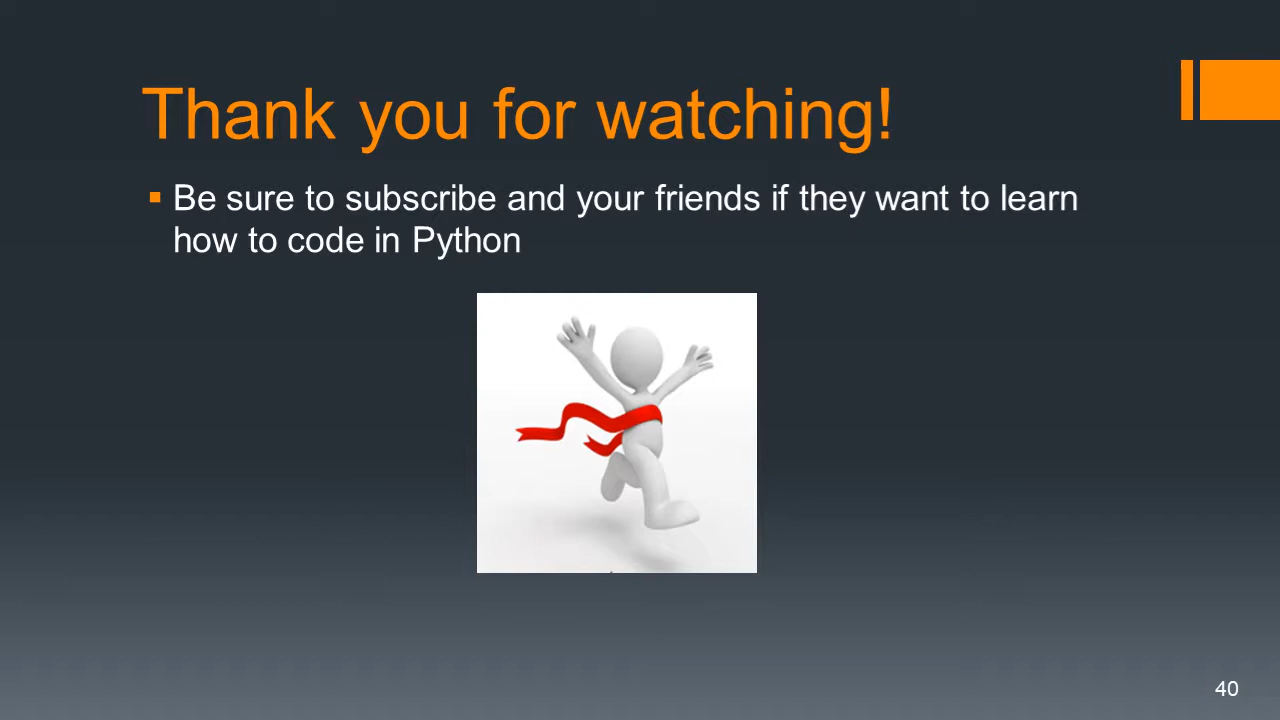 Thank you for watching!
Be sure to subscribe and your friends if they want to learn
how to code in Python
40